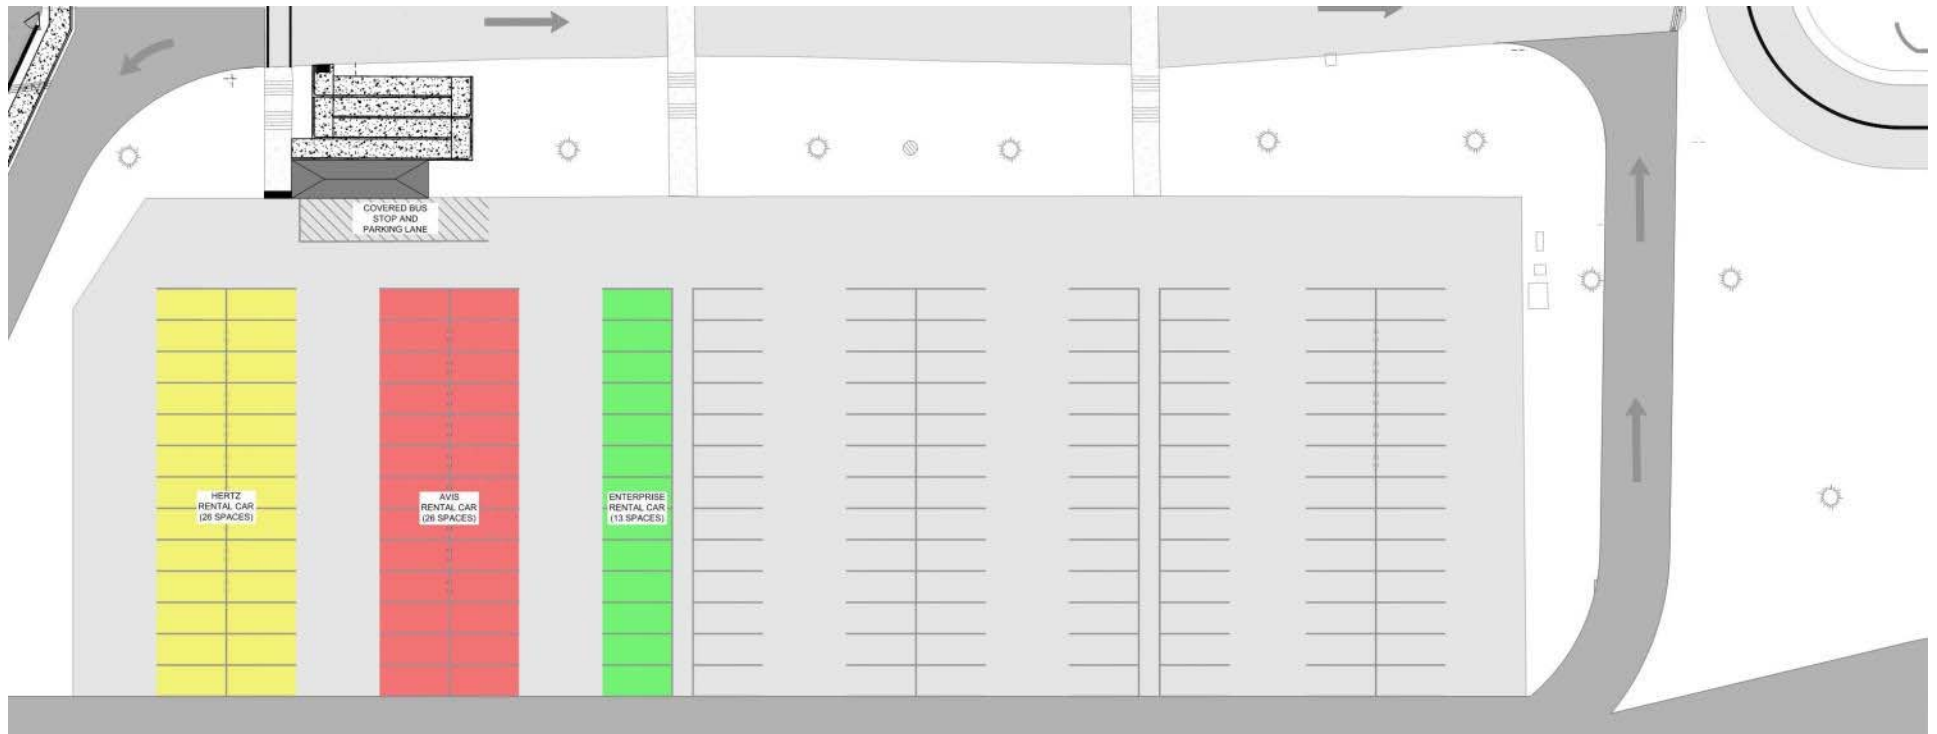 COVERED BUS
STOP AND
PARKING LANE
HERTZ
RENTAL CAR
(26 SPACES)
AVIS
RENTAL CAR
(26 SPACES)
ENTERPRISE
RENTAL CAR
(13 SPACES)